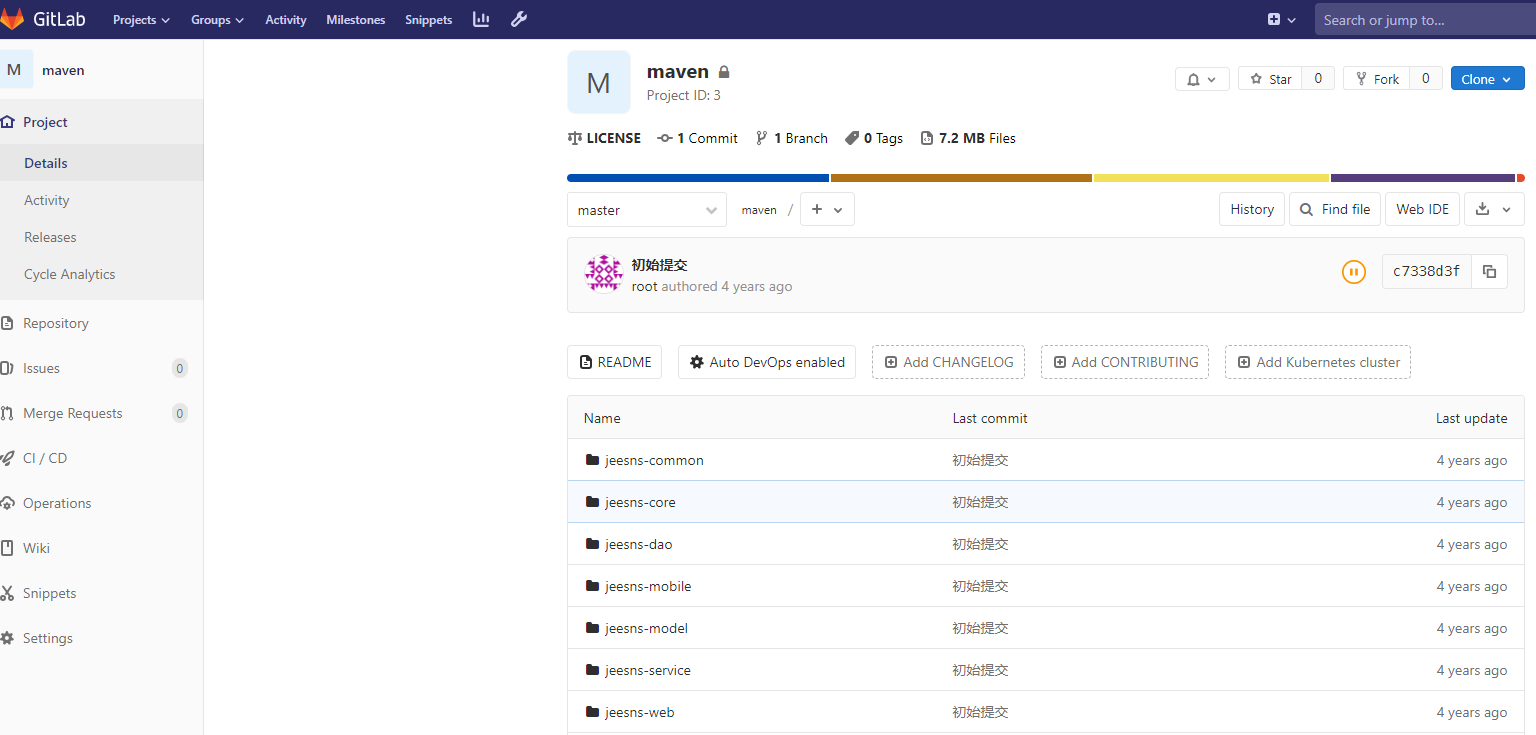 GitLab Projects Groups Activity Milestones Snippets Search or jump to...
M maven
Project
Details
Activity
Releases
Cycle Analytics
Repository
Issues 0
Merge Requests 0
CI / CD
Operations
Wiki
Snippets
Settings
M
maven
Project ID: 3
Star 0 Fork 0 Clone
LICENSE 1 Commit 1 Branch 0 Tags 7.2 MB Files
master maven / + History Find file Web IDE
初始提交
root authored 4 years ago
c7338d3f
README Auto DevOps enabled Add CHANGELOG Add CONTRIBUTING Add Kubernetes cluster
Name Last commit Last update
jeesns-common 初始提交 4 years ago
jeesns-core 初始提交 4 years ago
jeesns-dao 初始提交 4 years ago
jeesns-mobile 初始提交 4 years ago
jeesns-model 初始提交 4 years ago
jeesns-service 初始提交 4 years ago
jeesns-web 初始提交 4 years ago